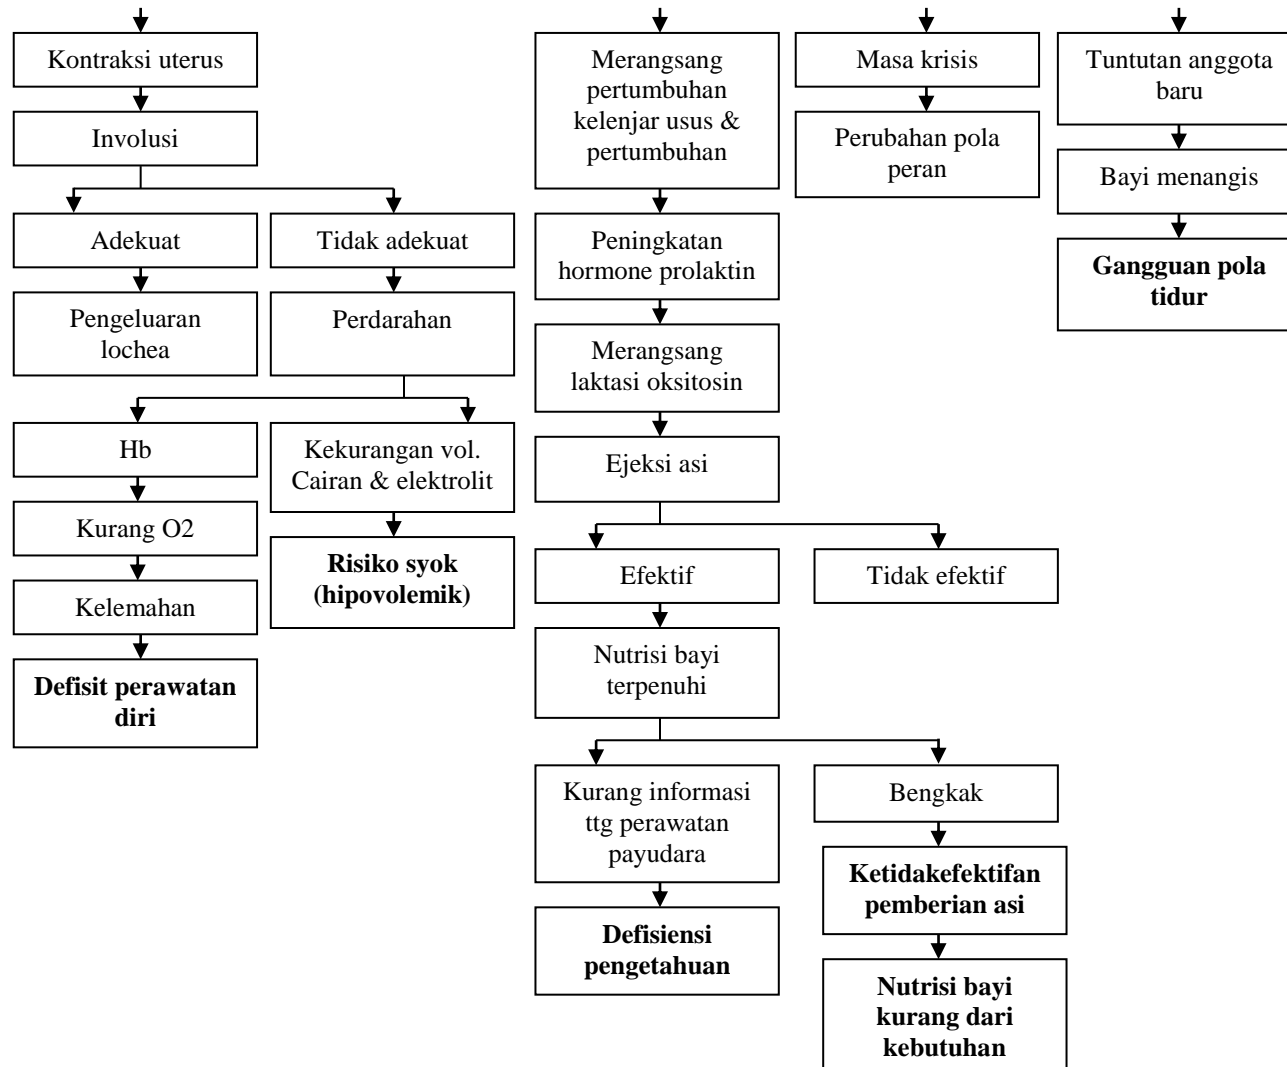 Kontraksi uterus
Involusi
Adekuat
Tidak adekuat
Pengeluaran
lochea
Perdarahan
Hb
Kekurangan vol.
Cairan & elektrolit
Kurang O2
Risiko syok
(hipovolemik)
Kelemahan
Defisit perawatan
diri
Merangsang
pertumbuhan
kelenjar usus &
pertumbuhan
Peningkatan
hormone prolaktin
Merangsang
laktasi oksitosin
Ejeksi asi
Efektif
Tidak efektif
Nutrisi bayi
terpenuhi
Kurang informasi
ttg perawatan
payudara
Defisiensi
pengetahuan
Bengkak
Ketidakefektifan
pemberian asi
Nutrisi bayi
kurang dari
kebutuhan
Masa krisis
Perubahan pola
peran
Tuntutan anggota
baru
Bayi menangis
Gangguan pola
tidur